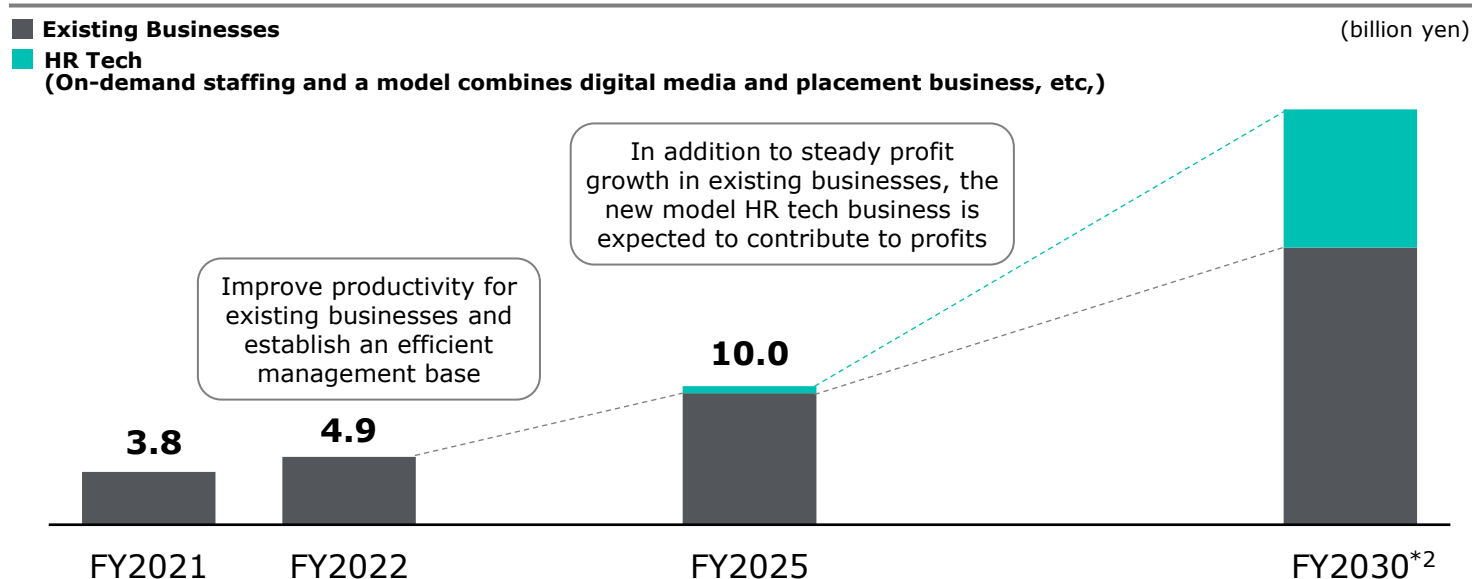 Existing Businesses
(billion yen)
HR Tech
(On-demand staffing and a model combines digital media and placement business, etc,)
In addition to steady profit
growth in existing businesses, the
new model HR tech business is
expected to contribute to profits
Improve productivity for
existing businesses and
establish an efficient
management base
10.0
4.9
3.8
FY2021
FY2022
FY2025
FY2030*2